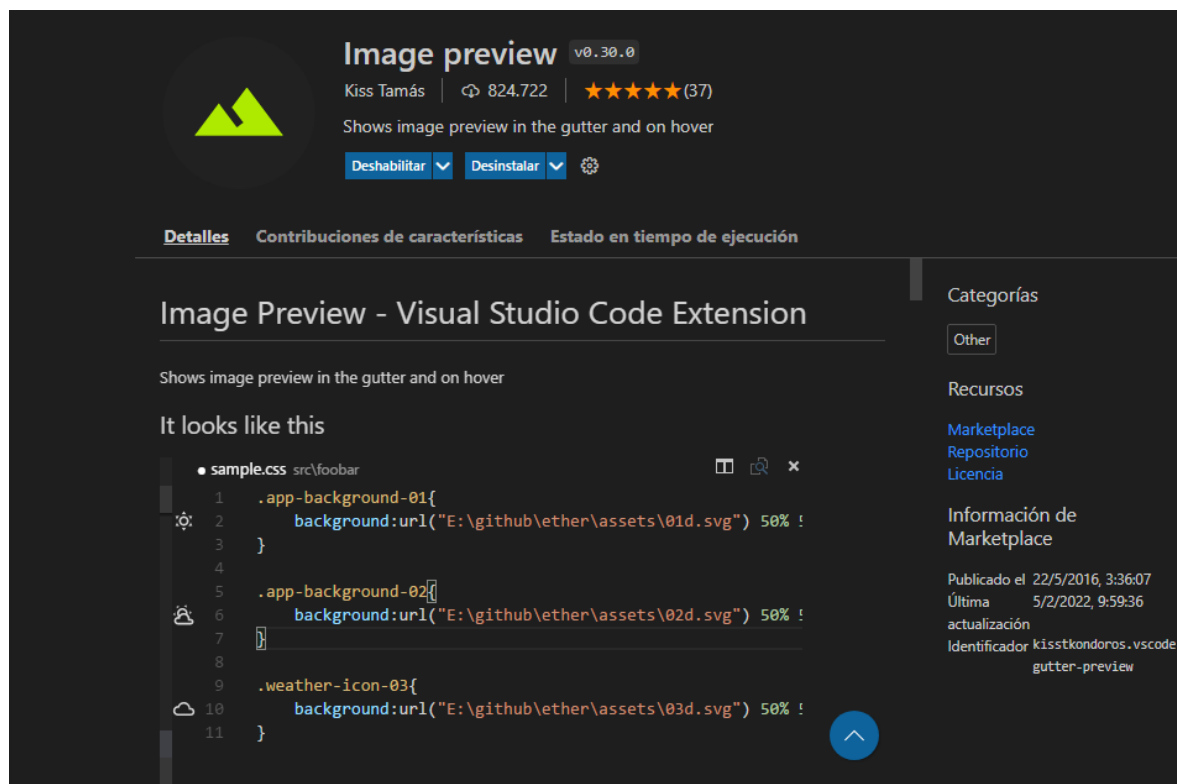 Image preview v0.30.0
Kiss Tamás 824.722 (37)
Shows image preview in the gutter and on hover
Deshabilitar Desinstalar
Detalles Contribuciones de características Estado en tiempo de ejecución
Image Preview - Visual Studio Code Extension
Shows image preview in the gutter and on hover
It looks like this
sample.css src\foobar
1 .app-background-01{
2 background:url("E:\github\ether\assets\01d.svg") 50%
3 }
4
5 .app-background-02{
6 background:url("E:\github\ether\assets\02d.svg") 50%
7 }
8
9 .weather-icon-03{
10 background:url("E:\github\ether\assets\03d.svg") 50%
11 }
Categorías
Other
Recursos
Marketplace
Repositorio
Licencia
Información de
Marketplace
Publicado el 22/5/2016, 3:36:07
Última 5/2/2022, 9:59:36
actualización
Identificador kisstkondoros.vscode
gutter-preview